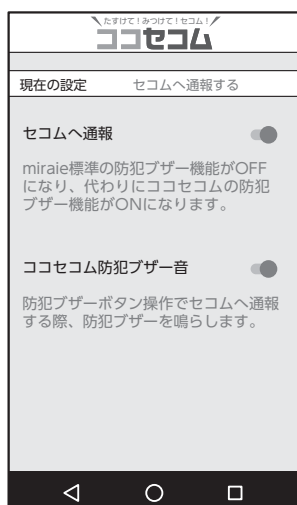 たすけて!みつけて!セコム!
ココセコム
現在の設定 セコムへ通報する
セコムへ通報
miraie標準の防犯ブザー機能がOFF
になり、代わりにココセコムの防犯
ブザー機能がONになります。
ココセコム防犯ブザー音
防犯ブザーボタン操作でセコムへ通報
する際、防犯ブザーを鳴らします。